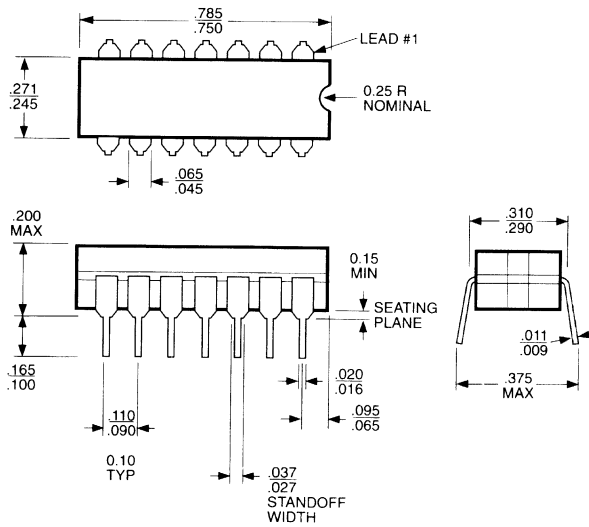 .785
.750
LEAD #1
.271
.245
0.25 R
NOMINAL
.065
.045
.200
MAX
.310
.290
0.15
MIN
SEATING
PLANE
.165
.100
.020
.016
.011
.009
.375
MAX
.110
.090
.095
.065
0.10
TYP
.037
.027
STANDOFF
WIDTH